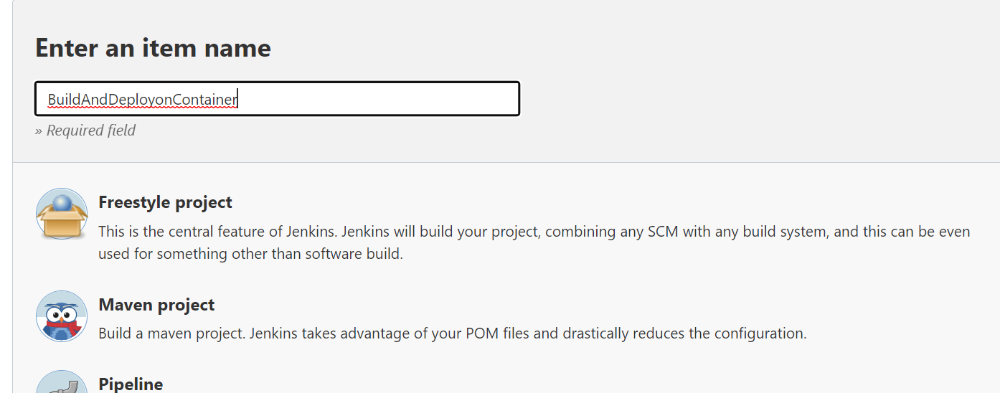 Enter an item name
BuildAndDeployonContainer
» Required field
Freestyle project
This is the central feature of Jenkins. Jenkins will build your project, combining any SCM with any build system, and this can be even
used for something other than software build.
Maven project
Build a maven project. Jenkins takes advantage of your POM files and drastically reduces the configuration.
Pipeline